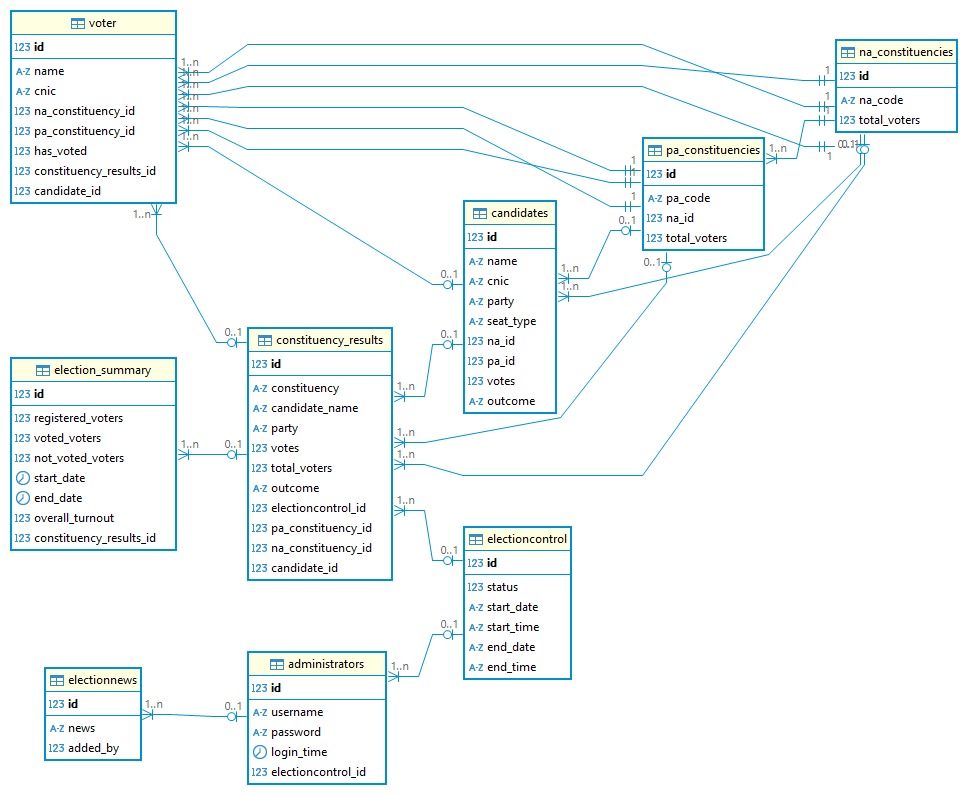 voter
123 id
A-Z name
A-Z cnic
123 na_constituency_id
123 pa_constituency_id
123 has_voted
123 constituency_results_id
123 candidate_id
1..n
1..n
1..n
1..n
1..n
1..n
1..n
1..n
na_constituencies
123 id
A-Z na_code
123 total_voters
1
1
1
1
0..1
pa_constituencies
123 id
A-Z pa_code
123 na_id
123 total_voters
1..n
1
1
1
0..1
0..1
candidates
123 id
A-Z name
A-Z cnic
A-Z party
A-Z seat_type
123 na_id
123 pa_id
123 votes
A-Z outcome
1..n
1..n
0..1
0..1
constituency_results
123 id
A-Z constituency
A-Z candidate_name
A-Z party
123 votes
123 total_voters
A-Z outcome
123 electioncontrol_id
123 pa_constituency_id
123 na_constituency_id
123 candidate_id
0..1
0..1
1..n
1..n
1..n
1..n
election_summary
123 id
123 registered_voters
123 voted_voters
123 not_voted_voters
start_date
end_date
123 overall_turnout
123 constituency_results_id
1..n
electioncontrol
123 id
123 status
A-Z start_date
A-Z start_time
A-Z end_date
A-Z end_time
0..1
0..1
administrators
123 id
A-Z username
A-Z password
login_time
123 electioncontrol_id
1..n
0..1
electionnews
123 id
A-Z news
123 added_by
1..n